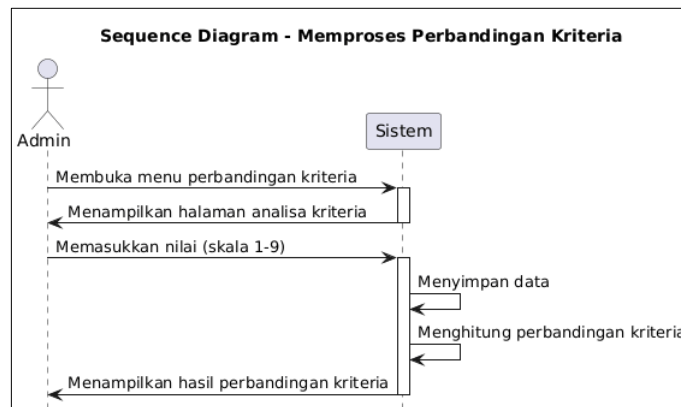 Sequence Diagram - Memproses Perbandingan Kriteria
Admin
Sistem
Membuka menu perbandingan kriteria
Menampilkan halaman analisa kriteria
Memasukkan nilai (skala 1-9)
Menyimpan data
Menghitung perbandingan kriteria
Menampilkan hasil perbandingan kriteria